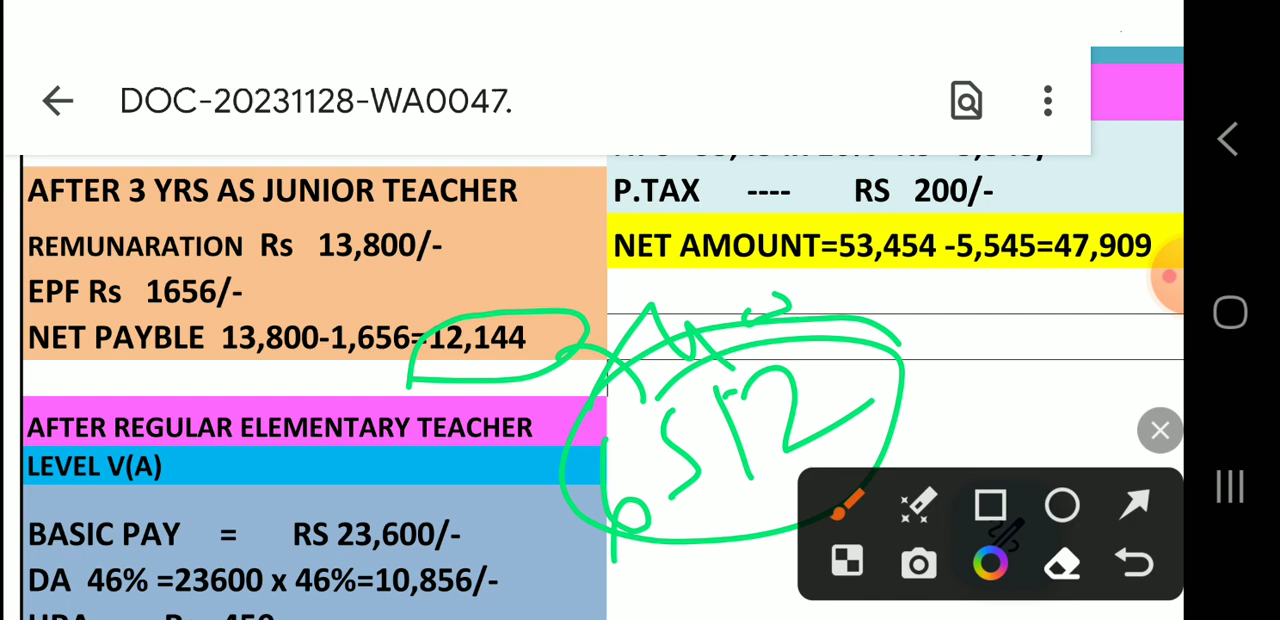 DOC-20231128-WA0047.
AFTER 3 YRS AS JUNIOR TEACHER
REMUNARATION Rs 13,800/-
EPF Rs 1656/-
NET PAYBLE 13,800-1,656=12,144
AFTER REGULAR ELEMENTARY TEACHER
LEVEL V(A)
BASIC PAY = RS 23,600/-
DA 46% =23600 x 46%=10,856/-
P.TAX ---- RS 200/-
NET AMOUNT=53,454 -5,545=47,909